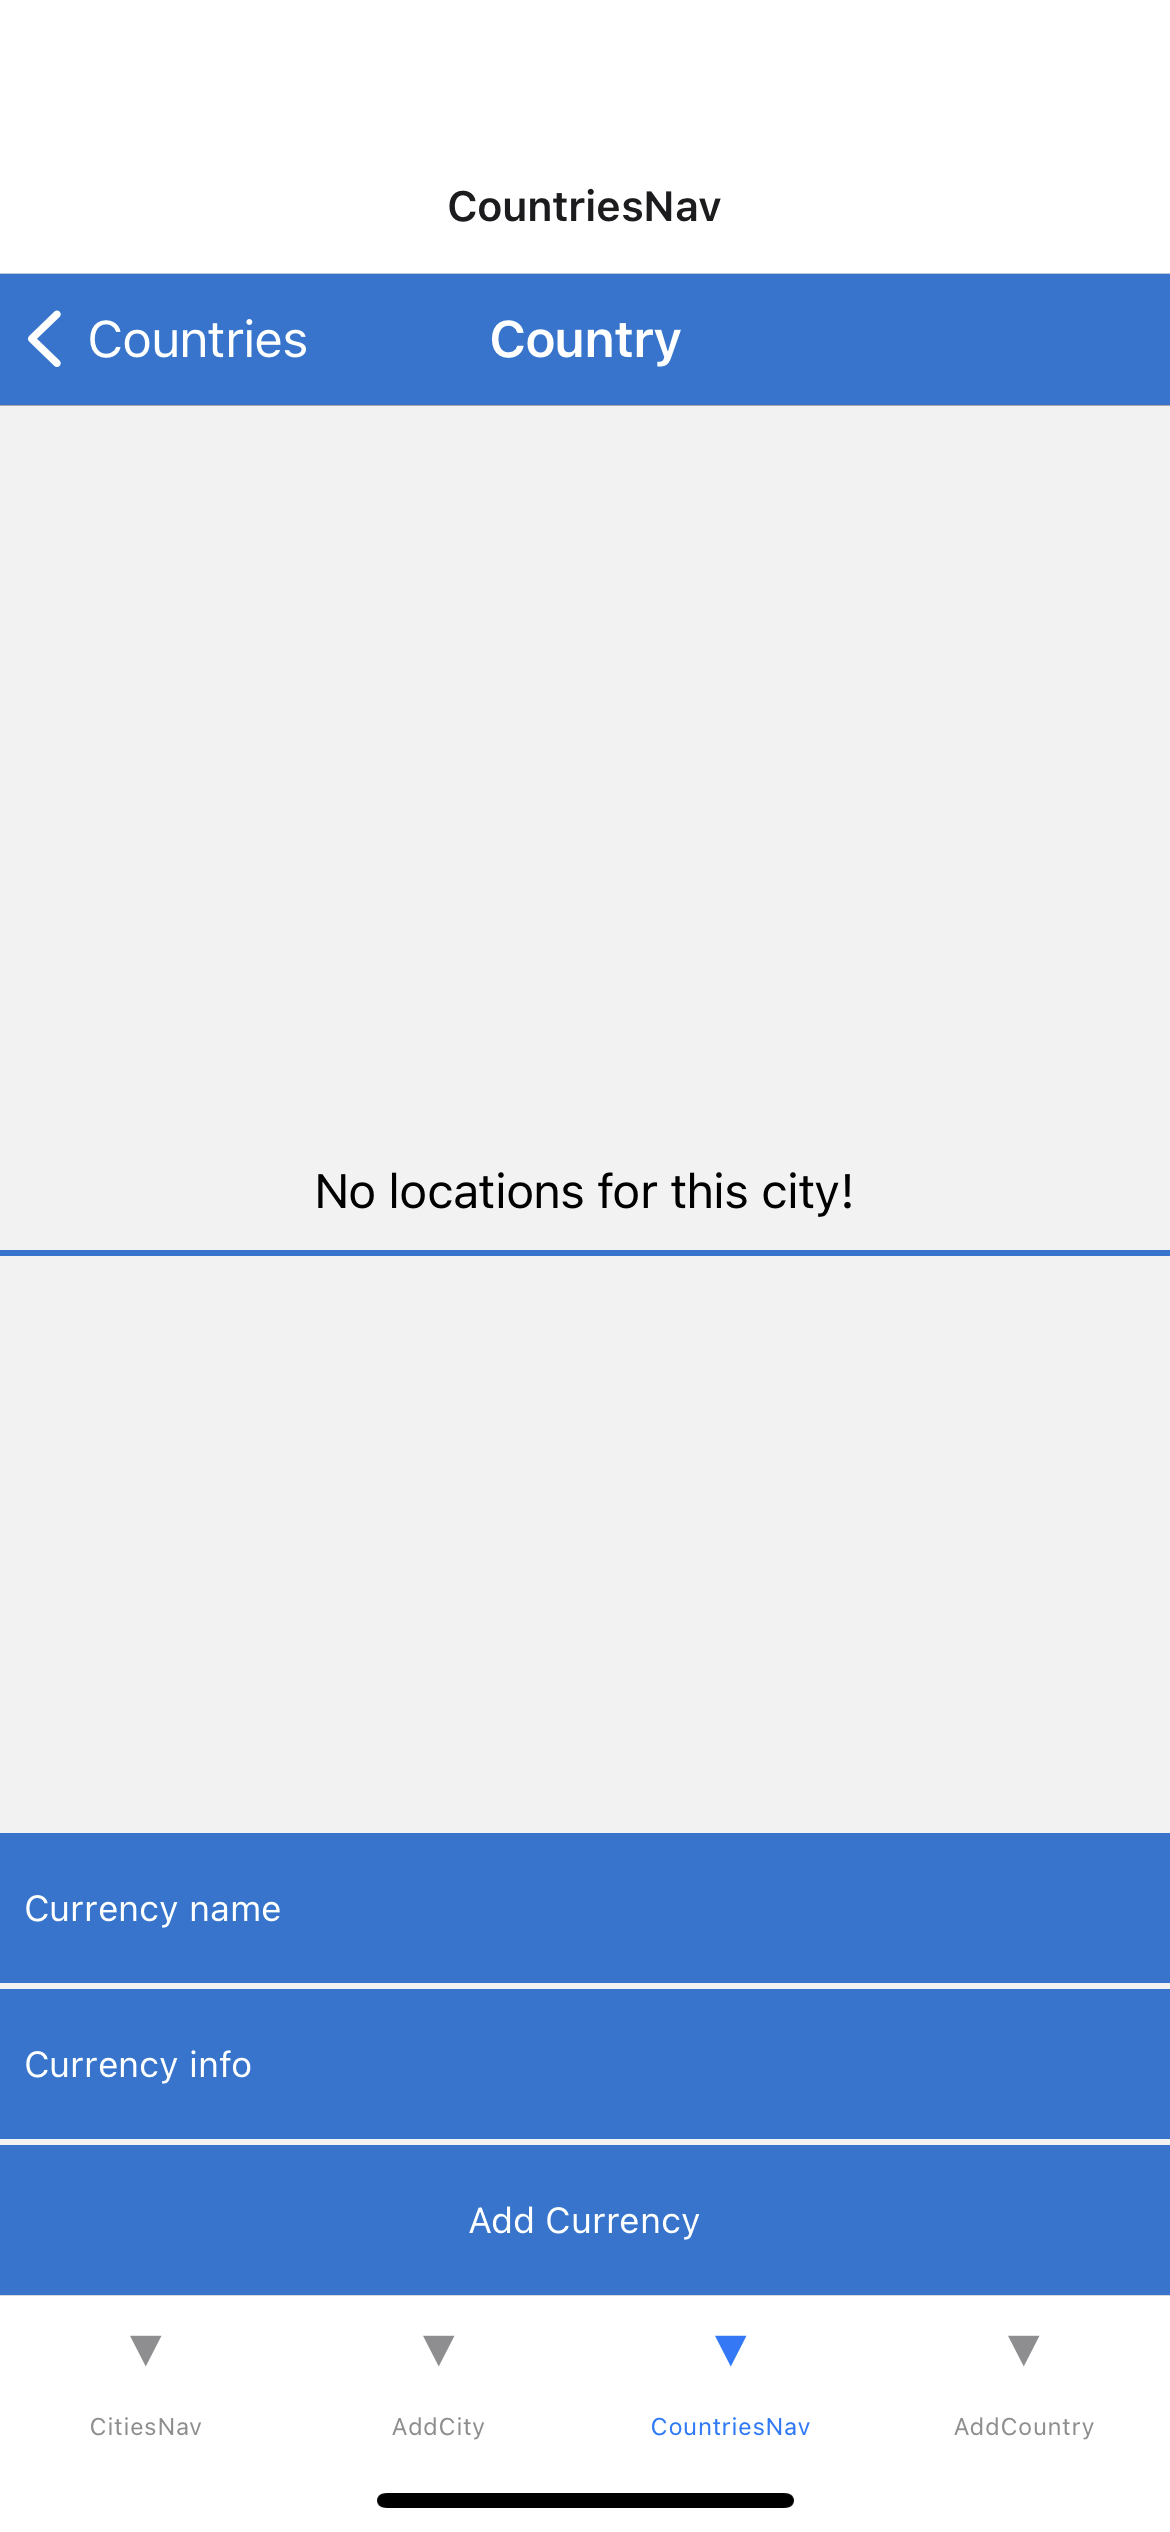 CountriesNav
Countries
Country
No locations for this city!
Currency name
Currency info
Add Currency
CitiesNav
AddCity
CountriesNav
AddCountry